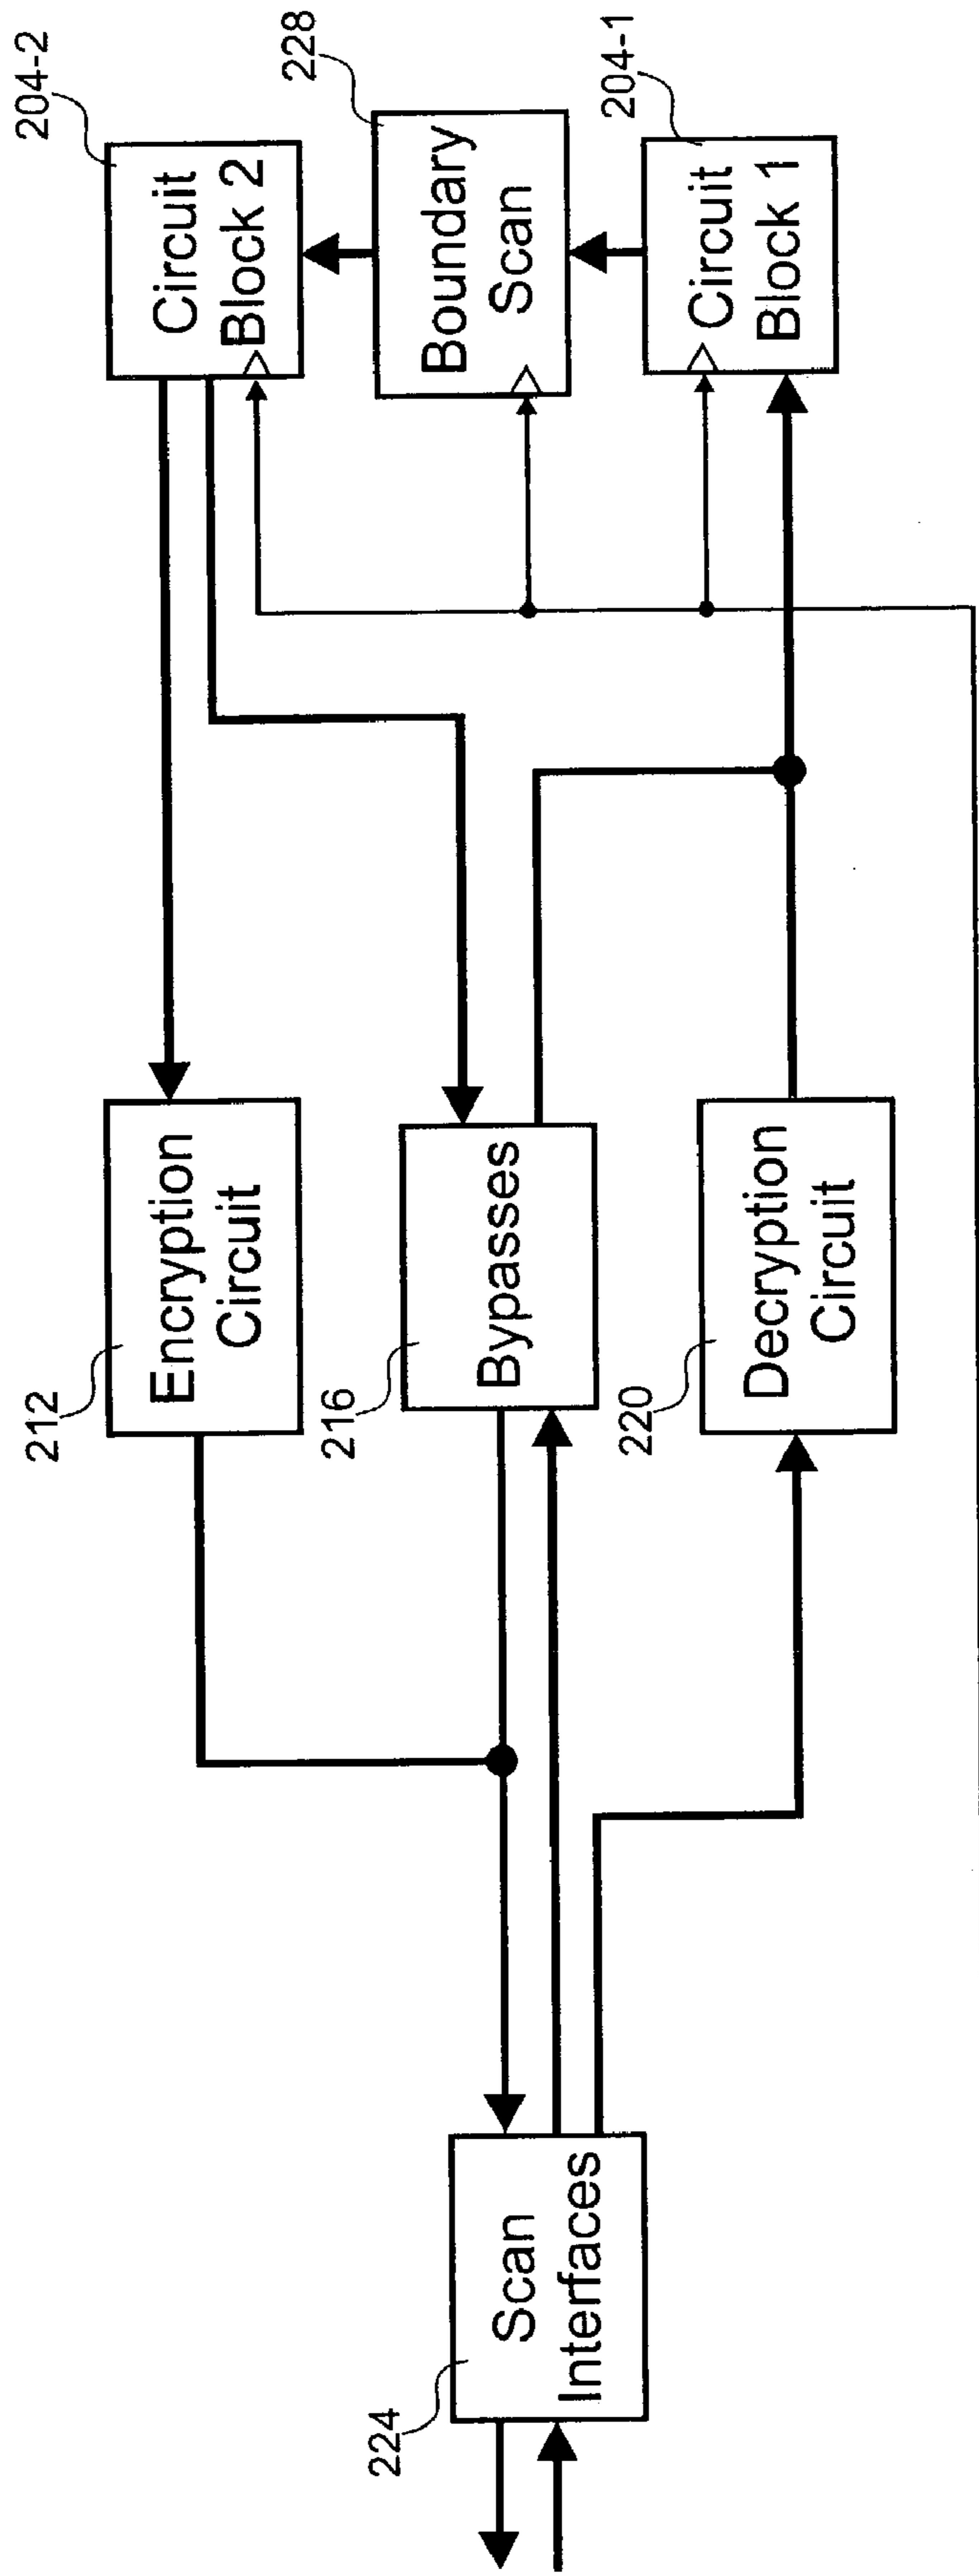 204-2
Circuit
Block 2
228
Boundary
Scan
204-1
Circuit
Block 1
212
Encryption
Circuit
216
Bypasses
220
Decryption
Circuit
224
Scan
Interfaces